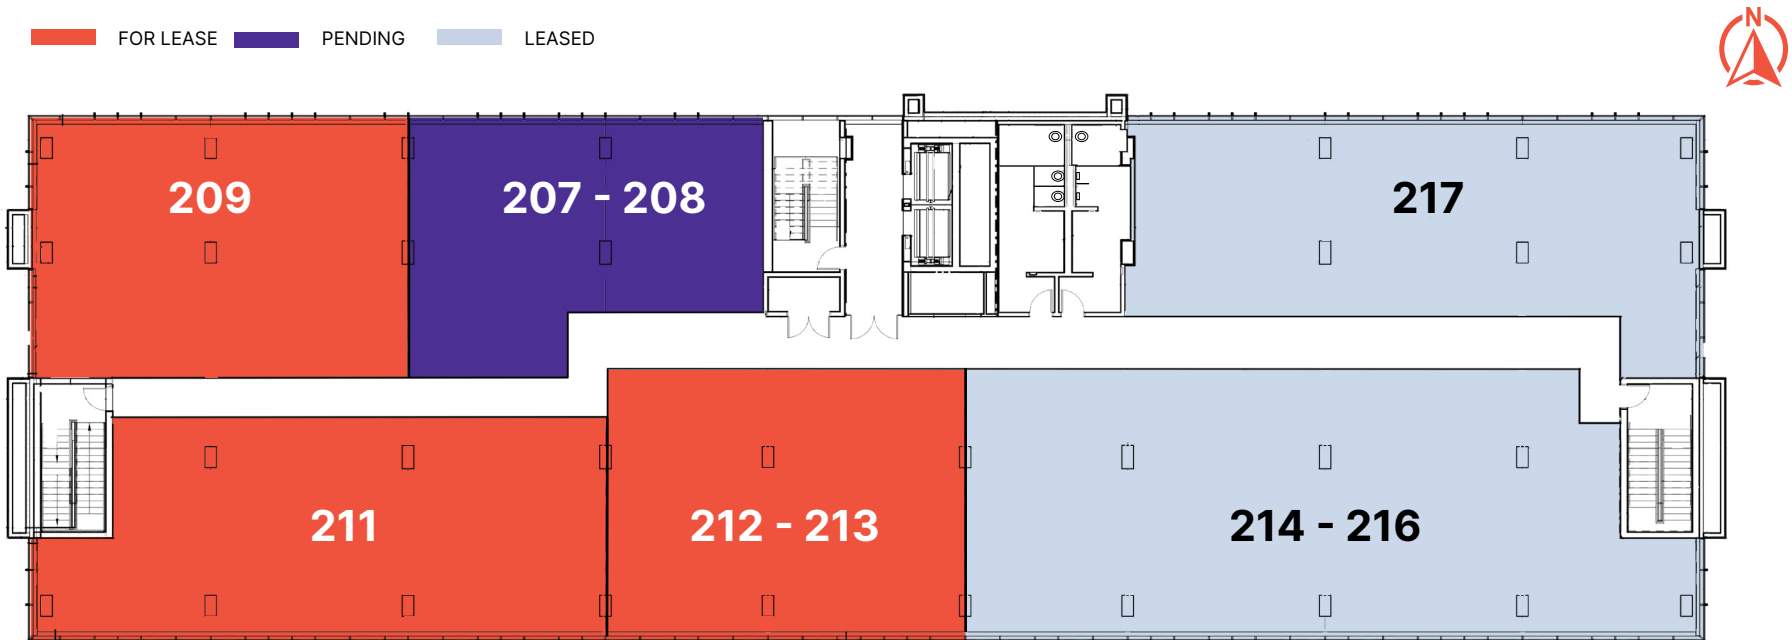 N
FOR LEASE PENDING LEASED
209 207 - 208 217
211 212 - 213 214 - 216